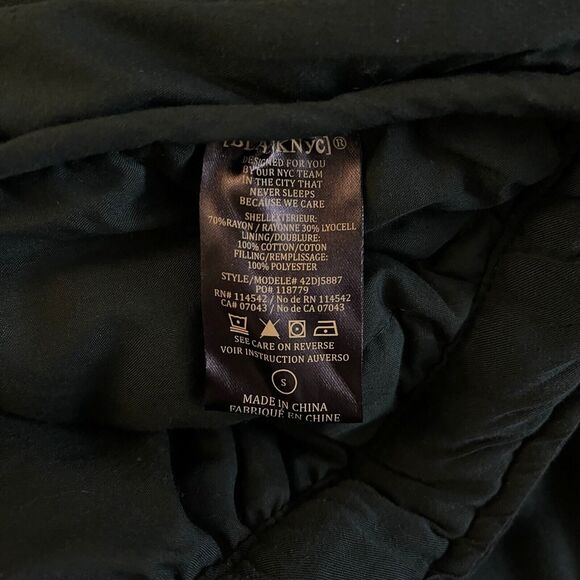 [BLANKNYC]®
DESIGNED FOR YOU
BY OUR NYC TEAM
IN THE CITY THAT
NEVER SLEEPS
BECAUSE WE CARE
SHELL/EXTERIEUR:
70%RAYON / RAYONNE 30% LYOCELL
LINING/DOUBLURE:
100% COTTON/COTON
FILLING/REMPLISSAGE:
100% POLYESTER
STYLE/MODELE# 42DJ5887
PO# 118779
RN# 114542 / No de RN 114542
CA# 07043 / No de CA 07043
SEE CARE ON REVERSE
VOIR INSTRUCTION AUVERSO
S
MADE IN CHINA
FABRIQUÉ EN CHINE